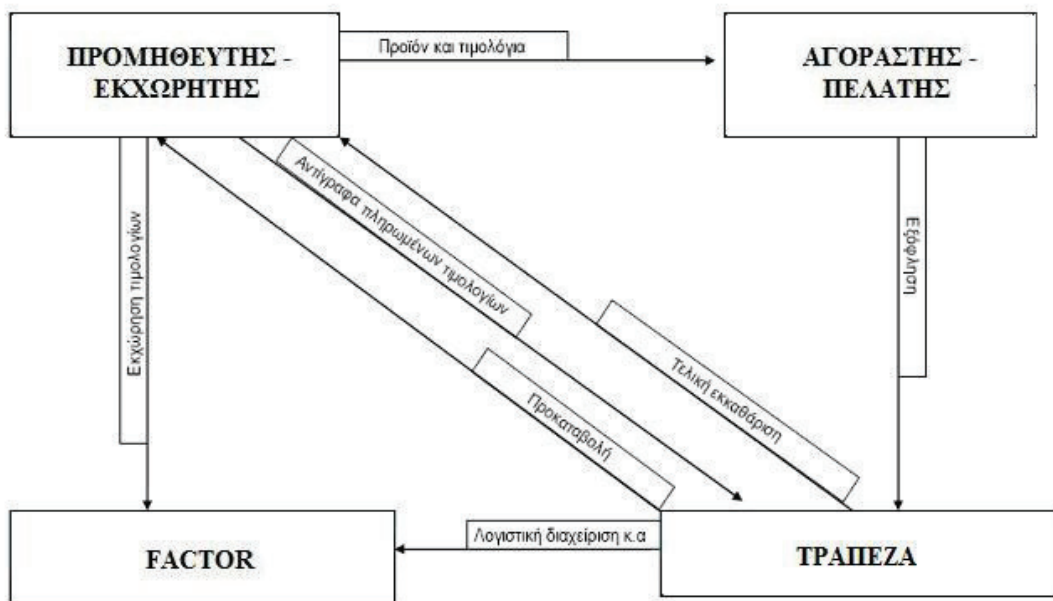 ΠΡΟΜΗΘΕΥΤΗΣ -
ΕΚΧΩΡΗΤΗΣ
Προϊόν και τιμολόγια
ΑΓΟΡΑΣΤΗΣ -
ΠΕΛΑΤΗΣ
Εκχώρηση τιμολογίων
Αντίγραφα πληρωμένων τιμολογίων
Προκαταβολή
Τελική εκκαθάριση
Εξόφληση
FACTOR
Λογιστική διαχείριση κ.α
ΤΡΑΠΕΖΑ